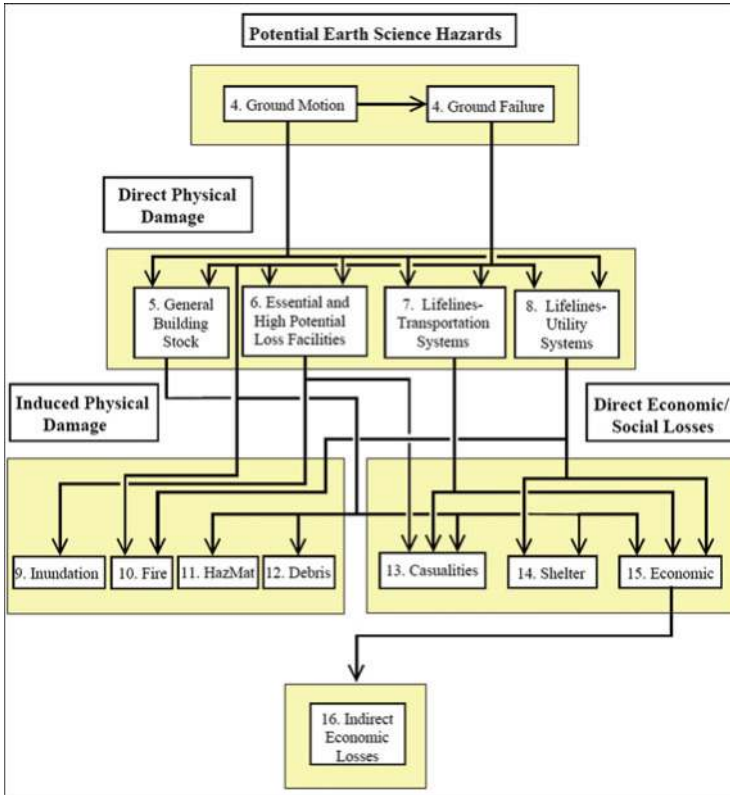 Potential Earth Science Hazards
4. Ground Motion
4. Ground Failure
Direct Physical
Damage
5. General
Building
Stock
6. Essential and
High Potential
Loss Facilities
7. Lifelines-
Transportation
Systems
8. Lifelines-
Utility
Systems
Induced Physical
Damage
Direct Economic/
Social Losses
9. Inundation
10. Fire
11. HazMat
12. Debris
13. Casualities
14. Shelter
15. Economic
16. Indirect
Economic
Losses